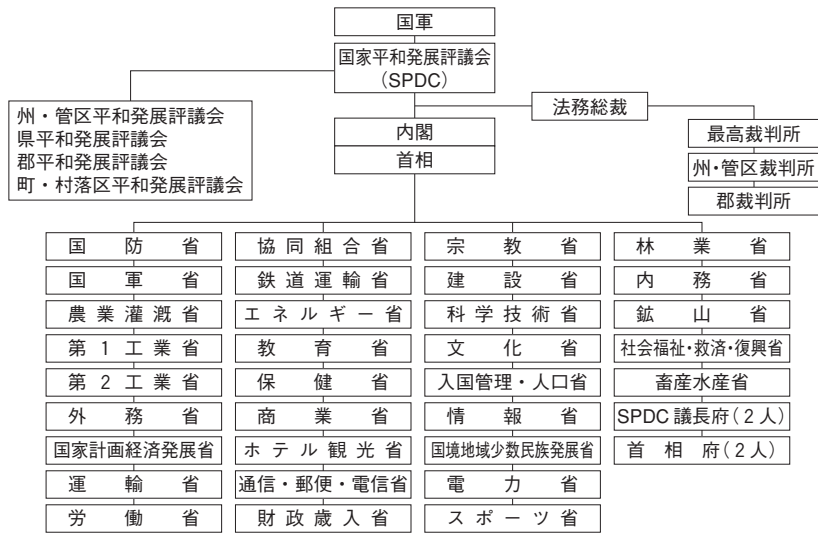 国軍
国家平和発展評議会
(SPDC)
法務総裁
州・管区平和発展評議会
県平和発展評議会
郡平和発展評議会
町・村落区平和発展評議会
内閣
首相
最高裁判所
州・管区裁判所
郡裁判所
国防省
国軍省
農業灌漑省
第1工業省
第2工業省
外務省
国家計画経済発展省
運輸省
労働省
協同組合省
鉄道運輸省
エネルギー省
教育省
保健省
商業省
ホテル観光省
通信・郵便・電信省
財政歳入省
宗教省
建設省
科学技術省
文化省
入国管理・人口省
情報省
国境地域少数民族発展省
電力省
スポーツ省
林業省
内務省
鉱山省
社会福祉・救済・復興省
畜産水産省
SPDC議長府(2人)
首相府(2人)